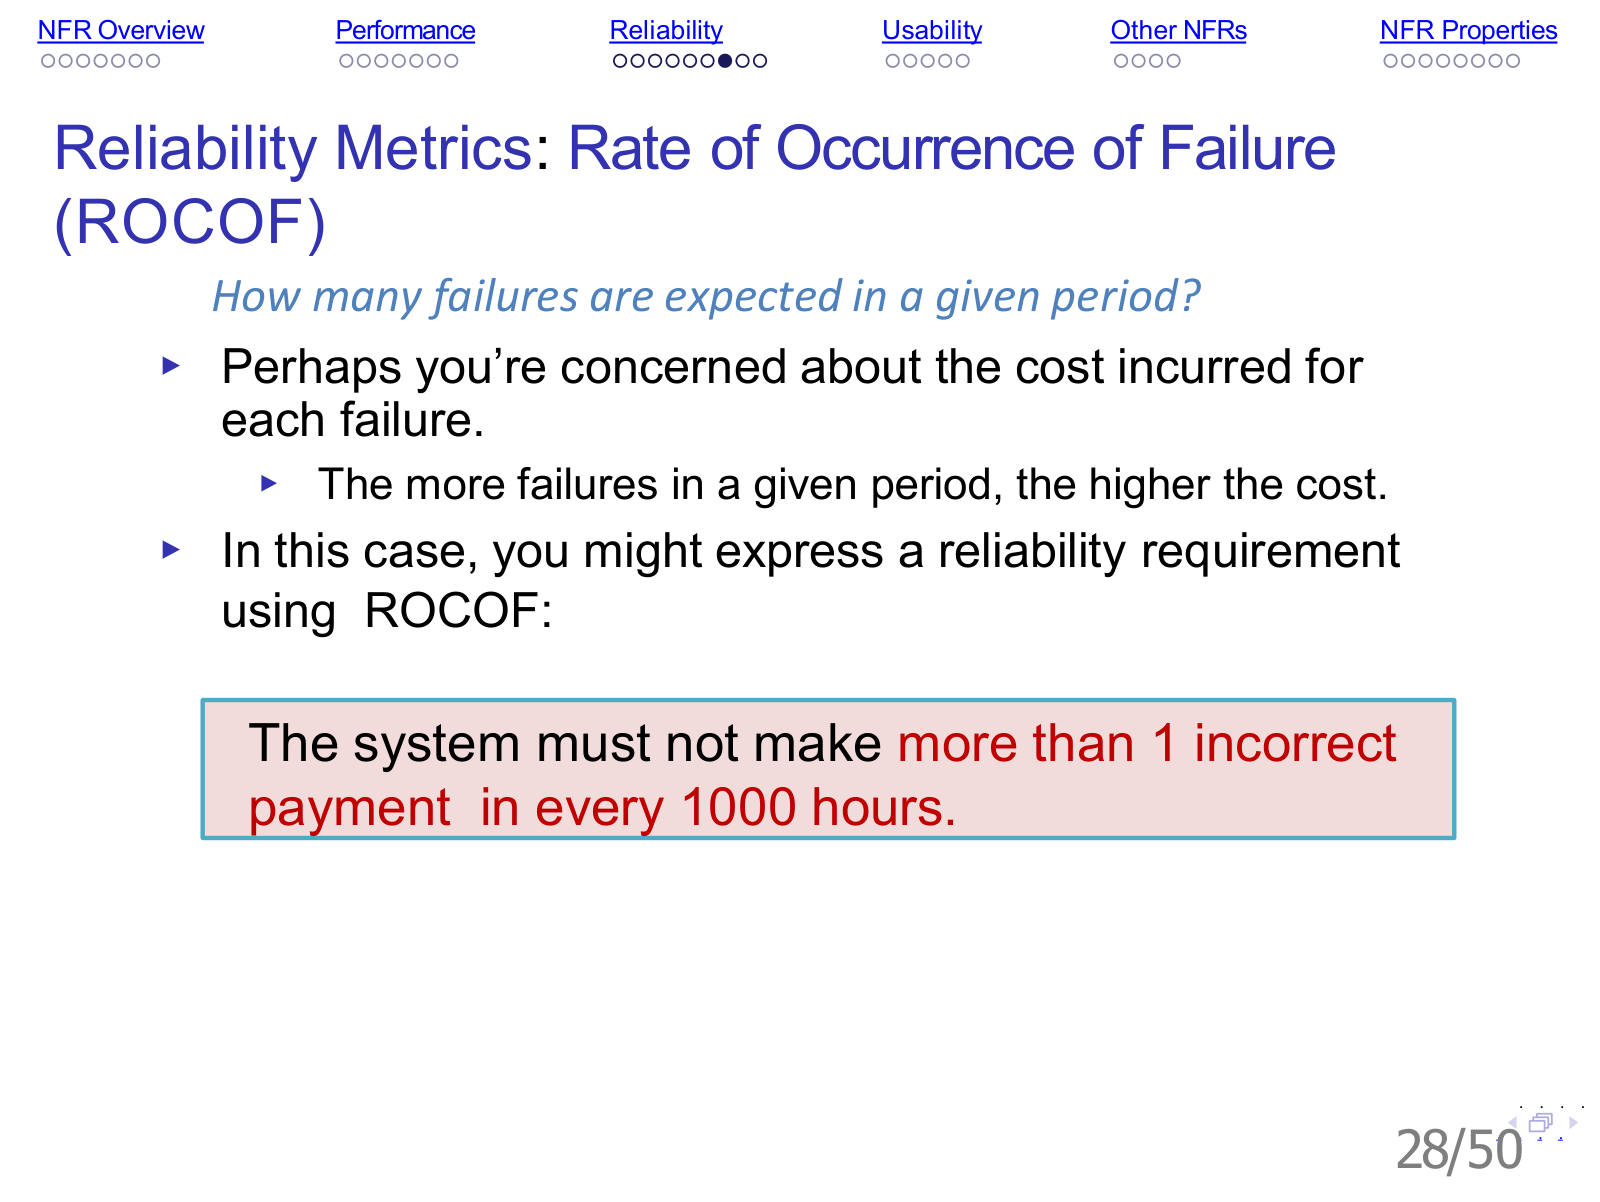 NFR Overview Performance Reliability Usability Other NFRs NFR Properties
Reliability Metrics: Rate of Occurrence of Failure
(ROCOF)
How many failures are expected in a given period?
Perhaps you’re concerned about the cost incurred for
each failure.
The more failures in a given period, the higher the cost.
In this case, you might express a reliability requirement
using ROCOF:
The system must not make more than 1 incorrect
payment in every 1000 hours.
28/50